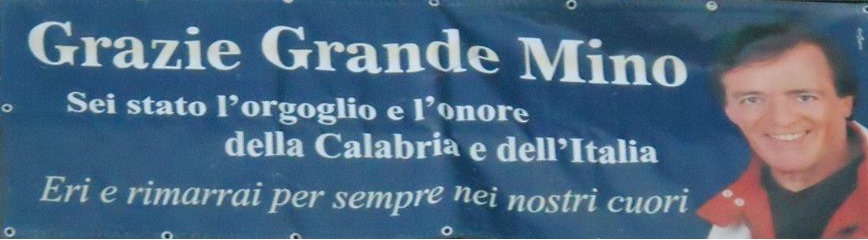 Grazie Grande Mino
Sei stato l'orgoglio e l'onore
della Calabria e dell'Italia
Eri e rimarrai per sempre nei nostri cuori